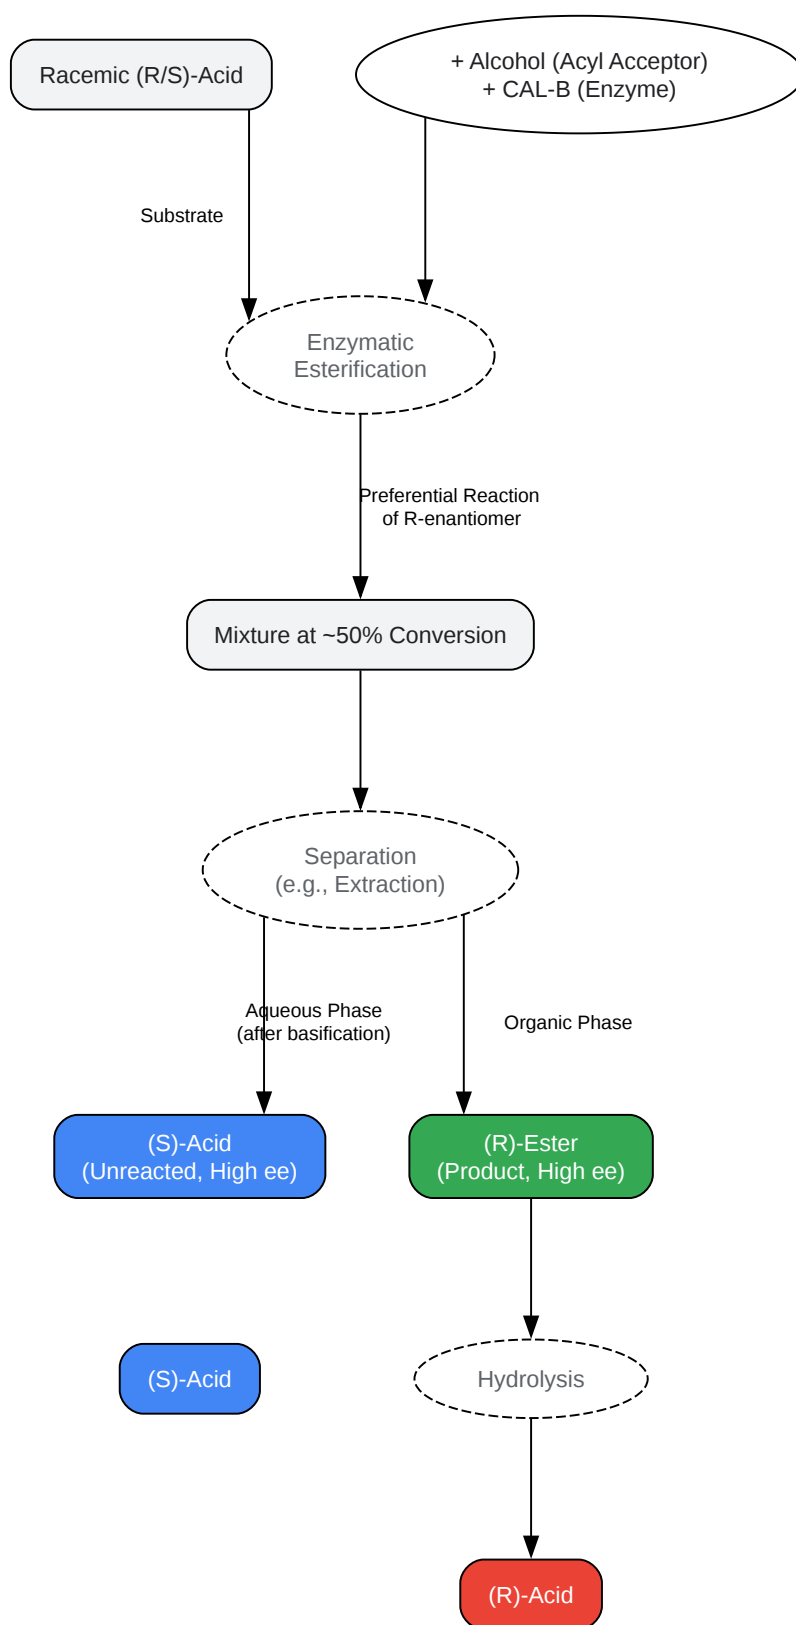 Racemic (R/S)-Acid
+ Alcohol (Acyl Acceptor)
+ CAL-B (Enzyme)
Substrate
Enzymatic
Esterification
Preferential Reaction
of R-enantiomer
Mixture at ~50% Conversion
Separation
(e.g., Extraction)
Aqueous Phase
(after basification)
Organic Phase
(S)-Acid
(Unreacted, High ee)
(R)-Ester
(Product, High ee)
(S)-Acid
Hydrolysis
(R)-Acid